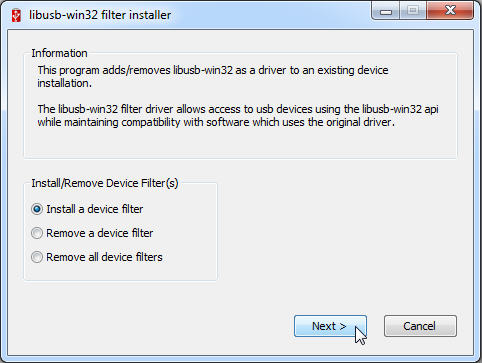 libusb-win32 filter installer
Information
This program adds/removes libusb-win32 as a driver to an existing device
installation.
The libusb-win32 filter driver allows access to usb devices using the libusb-win32 api
while maintaining compatibility with software which uses the original driver.
Install/Remove Device Filter(s)
Install a device filter
Remove a device filter
Remove all device filters
Next >
Cancel